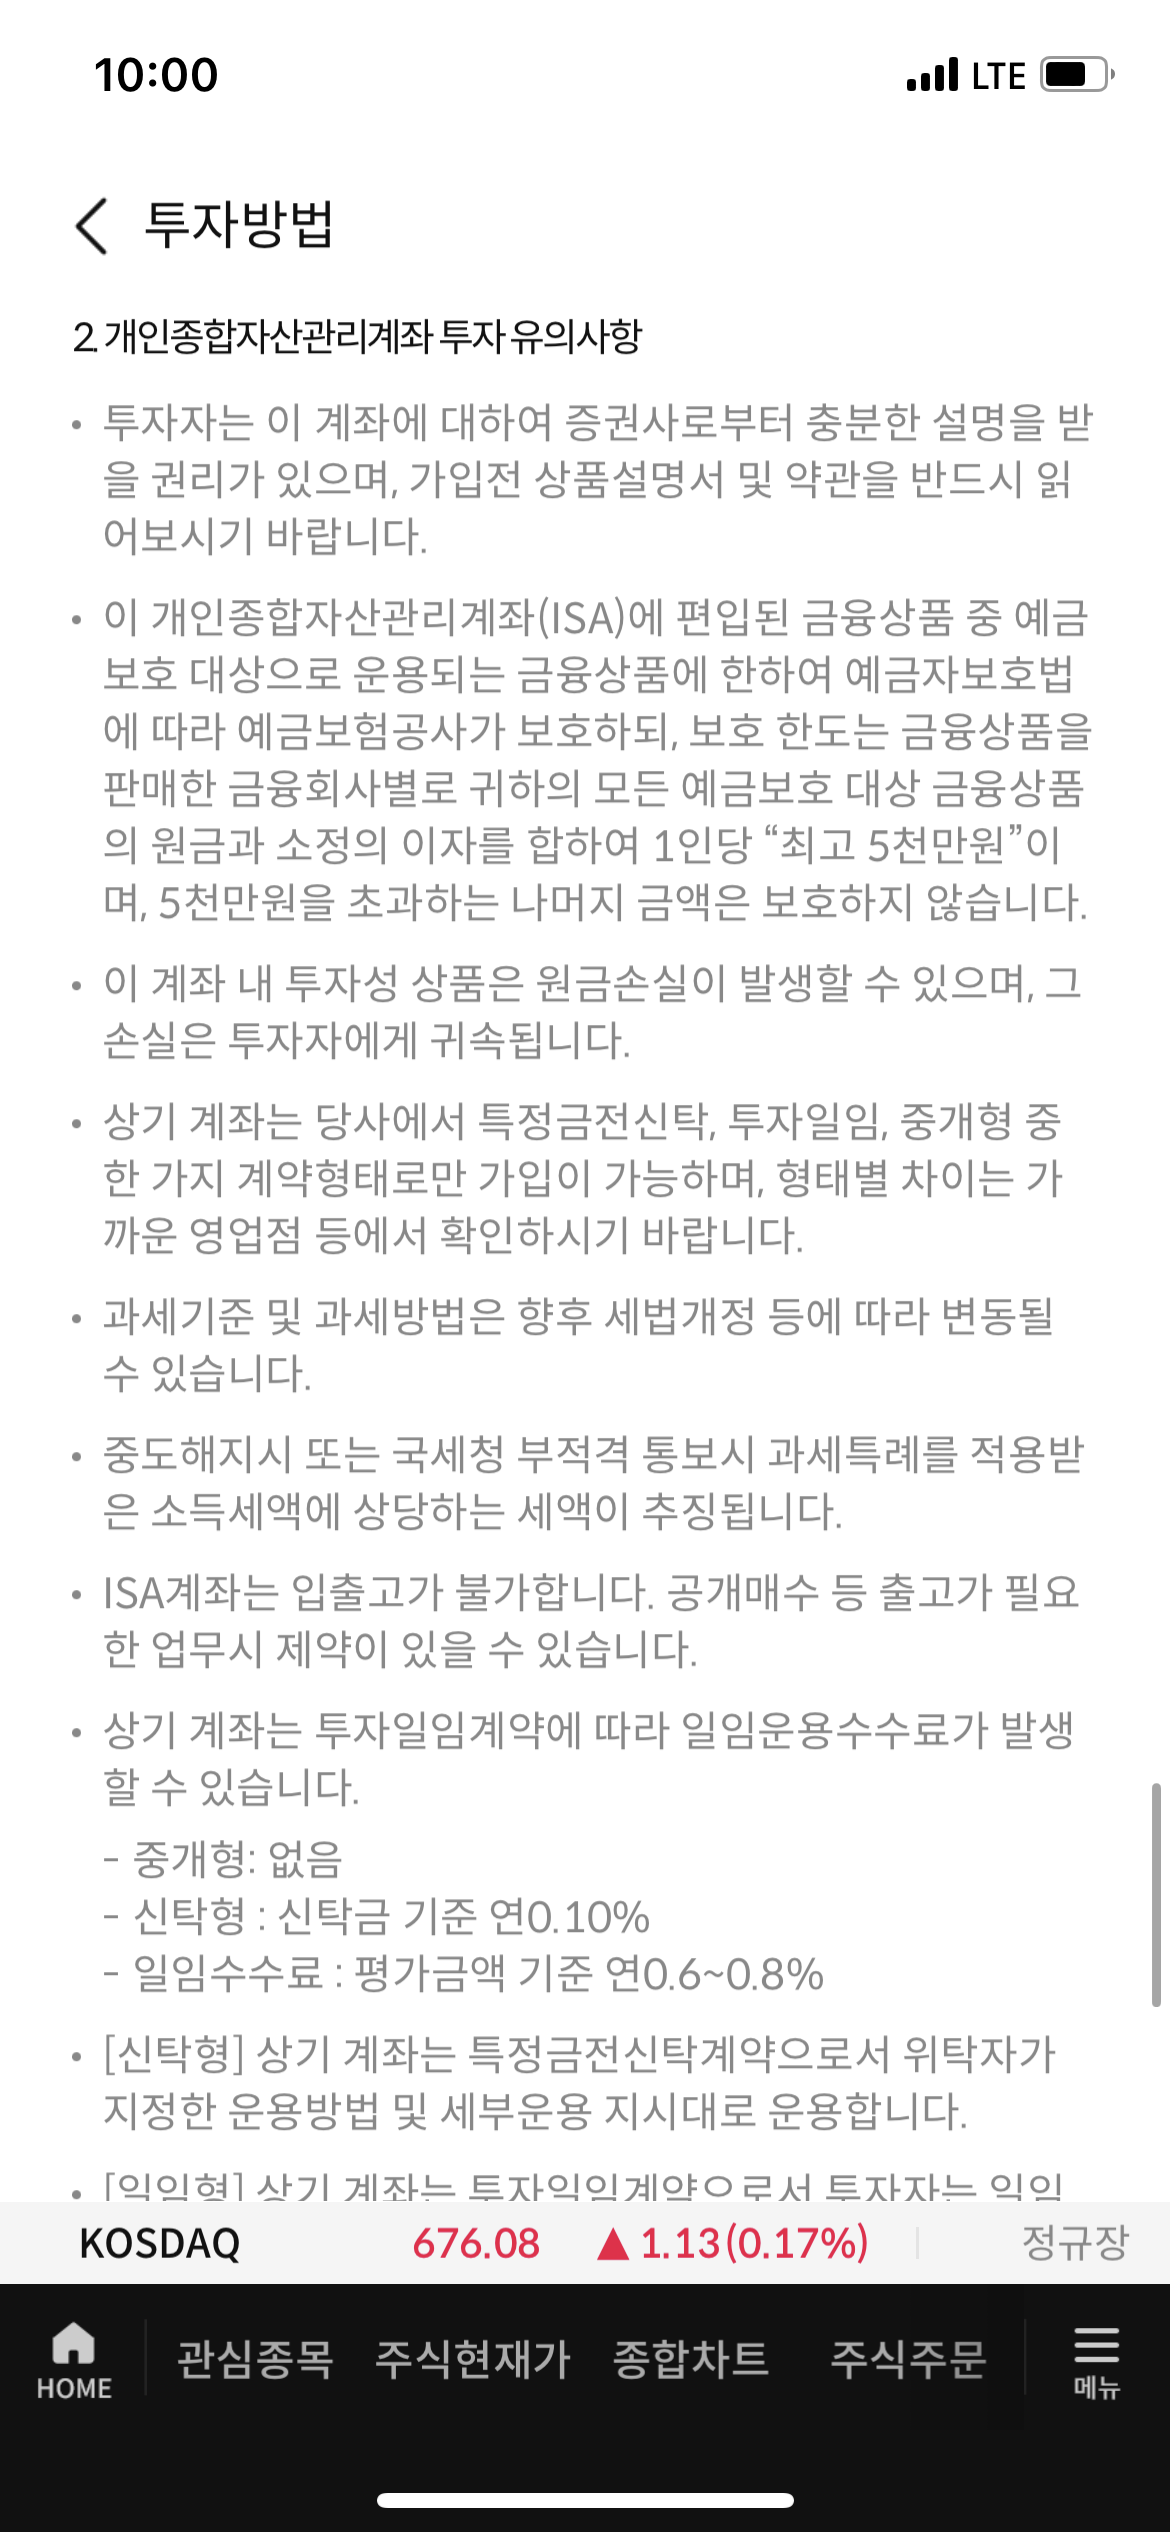 10:00
LTE
투자방법
2. 개인종합자산관리계좌 투자 유의사항
• 투자자는 이 계좌에 대하여 증권사로부터 충분한 설명을 받
을 권리가 있으며, 가입전 상품설명서 및 약관을 반드시 읽
어보시기 바랍니다.
• 이 개인종합자산관리계좌(ISA)에 편입된 금융상품 중 예금
보호 대상으로 운용되는 금융상품에 한하여 예금자보호법
에 따라 예금보험공사가 보호하되, 보호 한도는 금융상품을
판매한 금융회사별로 귀하의 모든 예금보호 대상 금융상품
의 원금과 소정의 이자를 합하여 1인당 “최고 5천만원”이
며, 5천만원을 초과하는 나머지 금액은 보호하지 않습니다.
• 이 계좌 내 투자성 상품은 원금손실이 발생할 수 있으며, 그
손실은 투자자에게 귀속됩니다.
• 상기 계좌는 당사에서 특정금전신탁, 투자일임, 중개형 중
한 가지 계약형태로만 가입이 가능하며, 형태별 차이는 가
까운 영업점 등에서 확인하시기 바랍니다.
• 과세기준 및 과세방법은 향후 세법개정 등에 따라 변동될
수 있습니다.
• 중도해지시 또는 국세청 부적격 통보시 과세특례를 적용받
은 소득세액에 상당하는 세액이 추징됩니다.
• ISA계좌는 입출고가 불가합니다. 공개매수 등 출고가 필요
한 업무시 제약이 있을 수 있습니다.
• 상기 계좌는 투자일임계약에 따라 일임운용수수료가 발생
할 수 있습니다.
- 중개형: 없음
- 신탁형 : 신탁금 기준 연0.10%
- 일임수수료 : 평가금액 기준 연0.6~0.8%
• [신탁형] 상기 계좌는 특정금전신탁계약으로서 위탁자가
지정한 운용방법 및 세부운용 지시대로 운용합니다.
• [일임형] 상기 계좌는 투자일임계약으로서 투자자는 일임
KOSDAQ 676.08 ▲1.13(0.17%) 정규장
HOME 관심종목 주식현재가 종합차트 주식주문 메뉴